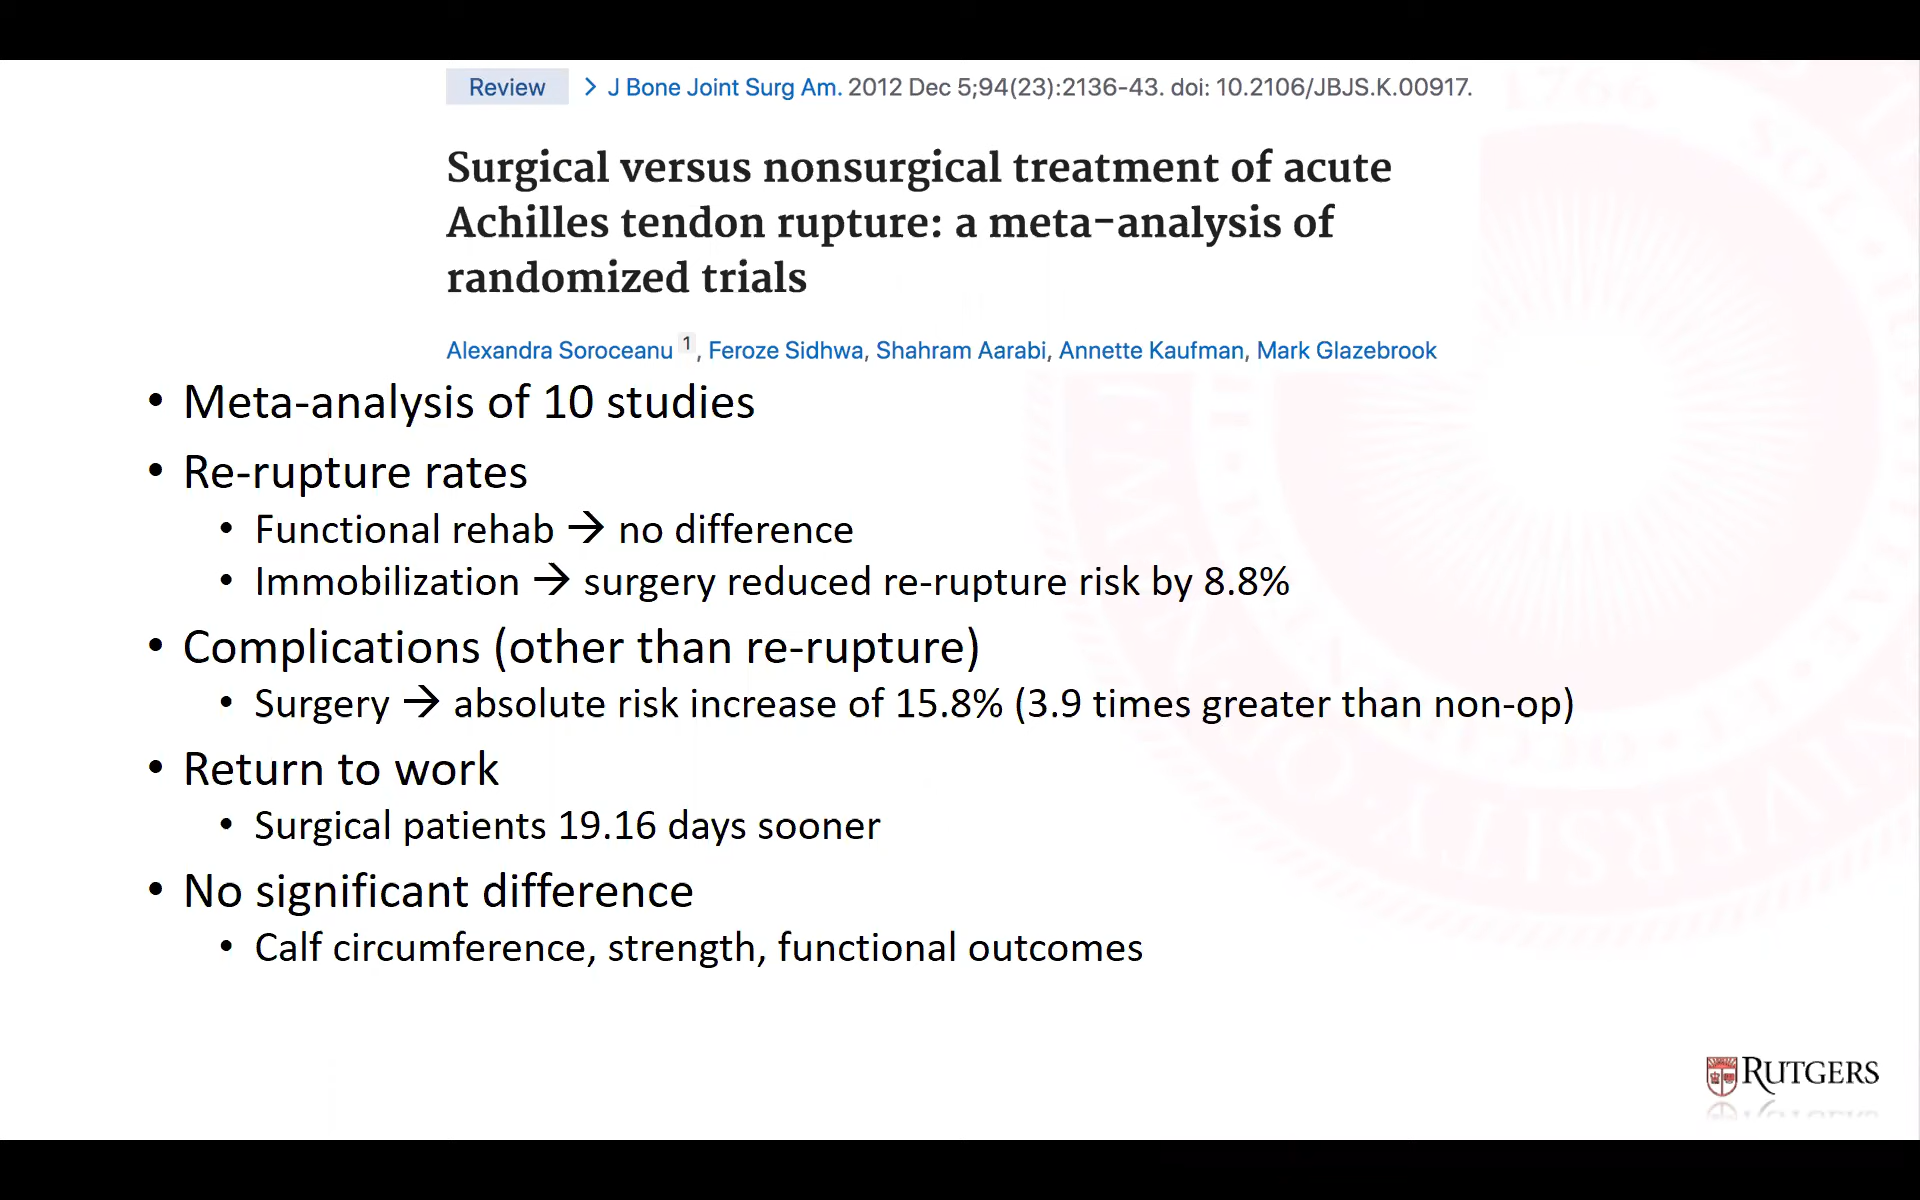 Review > J Bone Joint Surg Am. 2012 Dec 5;94(23):2136-43. doi: 10.2106/JBJS.K.00917.
Surgical versus nonsurgical treatment of acute
Achilles tendon rupture: a meta-analysis of
randomized trials
Alexandra Soroceanu 1, Feroze Sidhwa, Shahram Aarabi, Annette Kaufman, Mark Glazebrook
• Meta-analysis of 10 studies
• Re-rupture rates
• Functional rehab → no difference
• Immobilization → surgery reduced re-rupture risk by 8.8%
• Complications (other than re-rupture)
• Surgery → absolute risk increase of 15.8% (3.9 times greater than non-op)
• Return to work
• Surgical patients 19.16 days sooner
• No significant difference
• Calf circumference, strength, functional outcomes
RUTGERS
1766